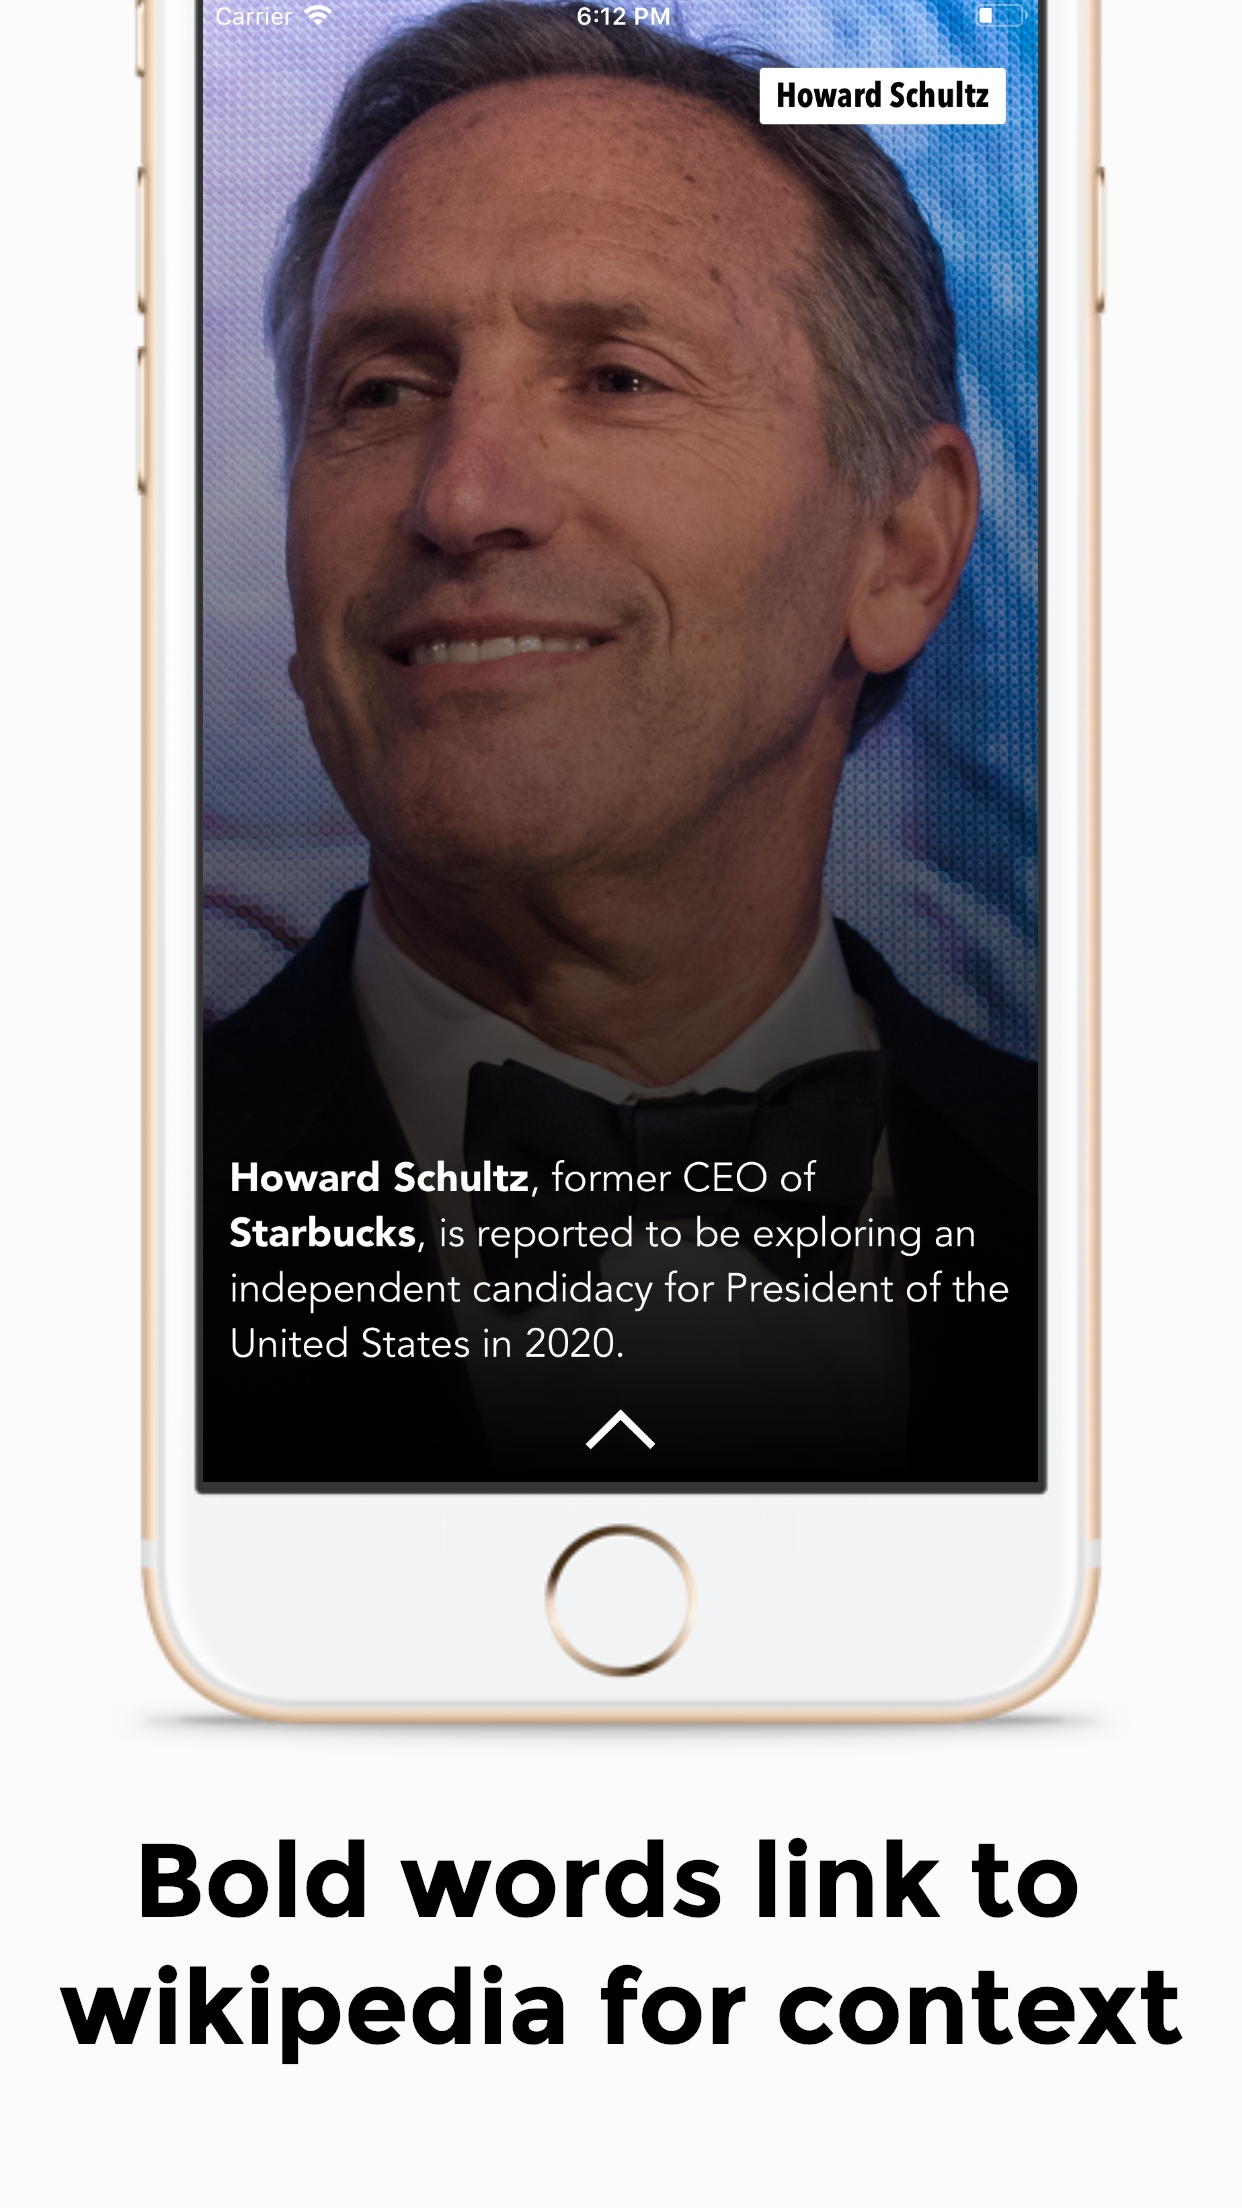 Carrier 6:12 PM
Howard Schultz
Howard Schultz, former CEO of
Starbucks, is reported to be exploring an
independent candidacy for President of the
United States in 2020.
Bold words link to
wikipedia for context